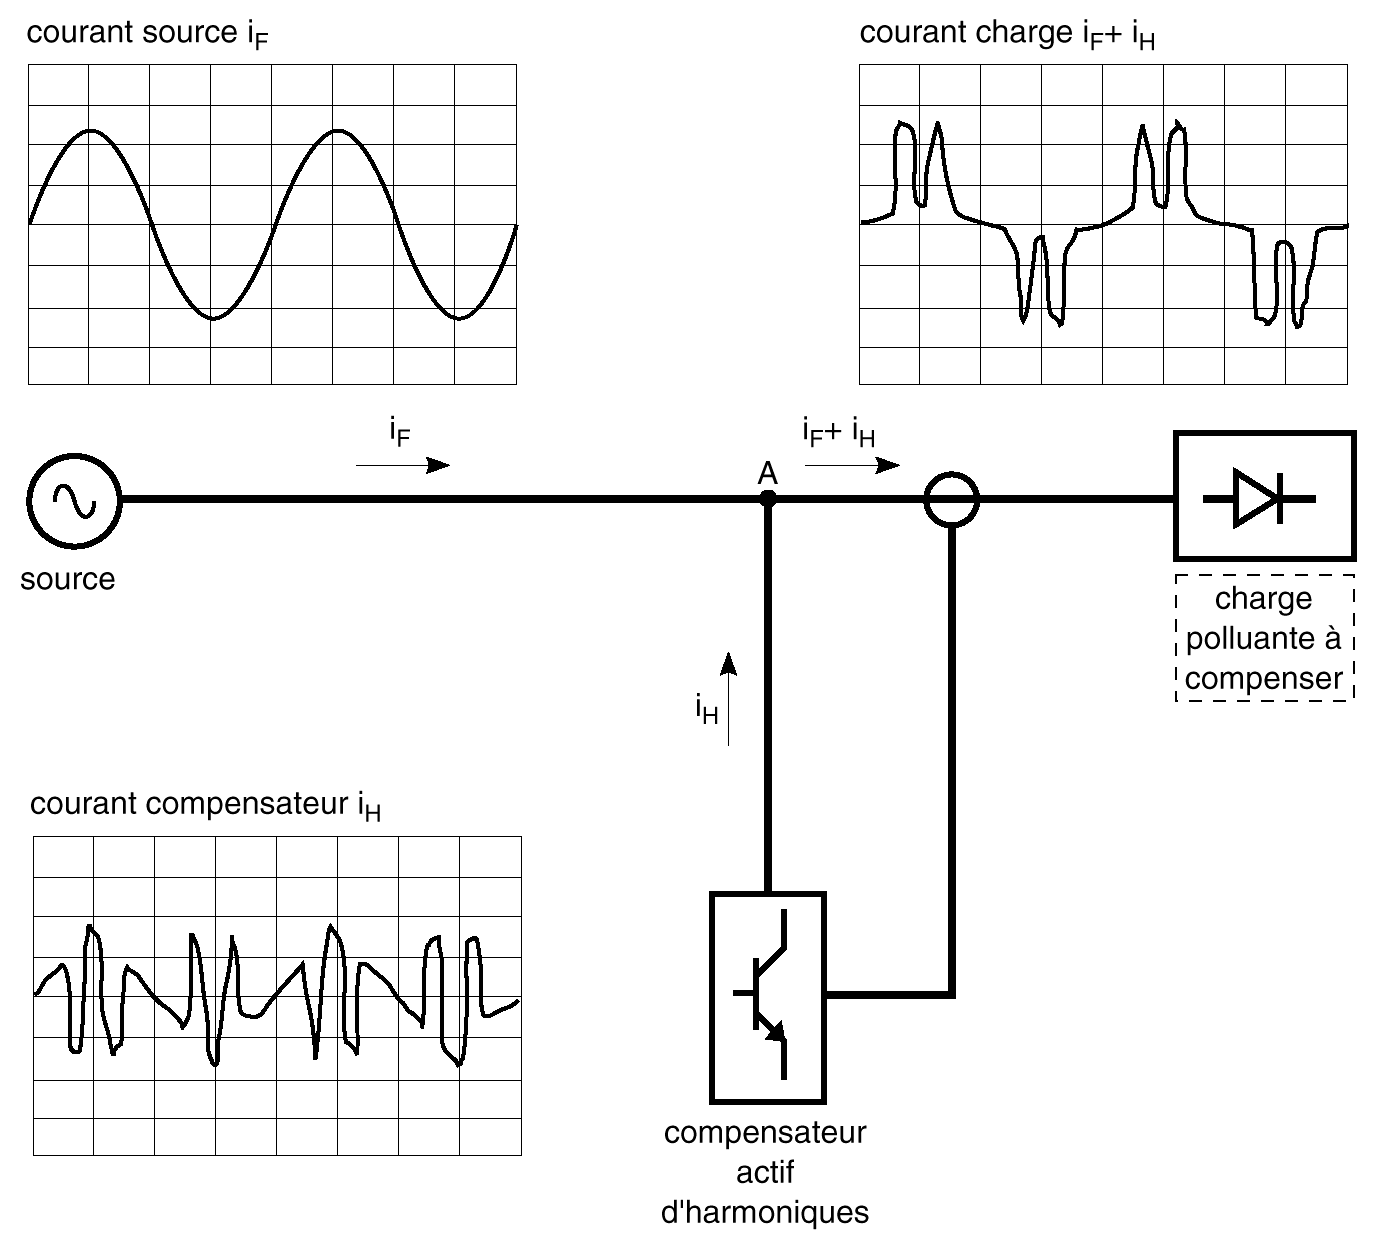 courant source iF
courant charge iF+ iH
iF
iF+ iH
A
source
charge
polluante à
compenser
iH
courant compensateur iH
compensateur
actif
d'harmoniques